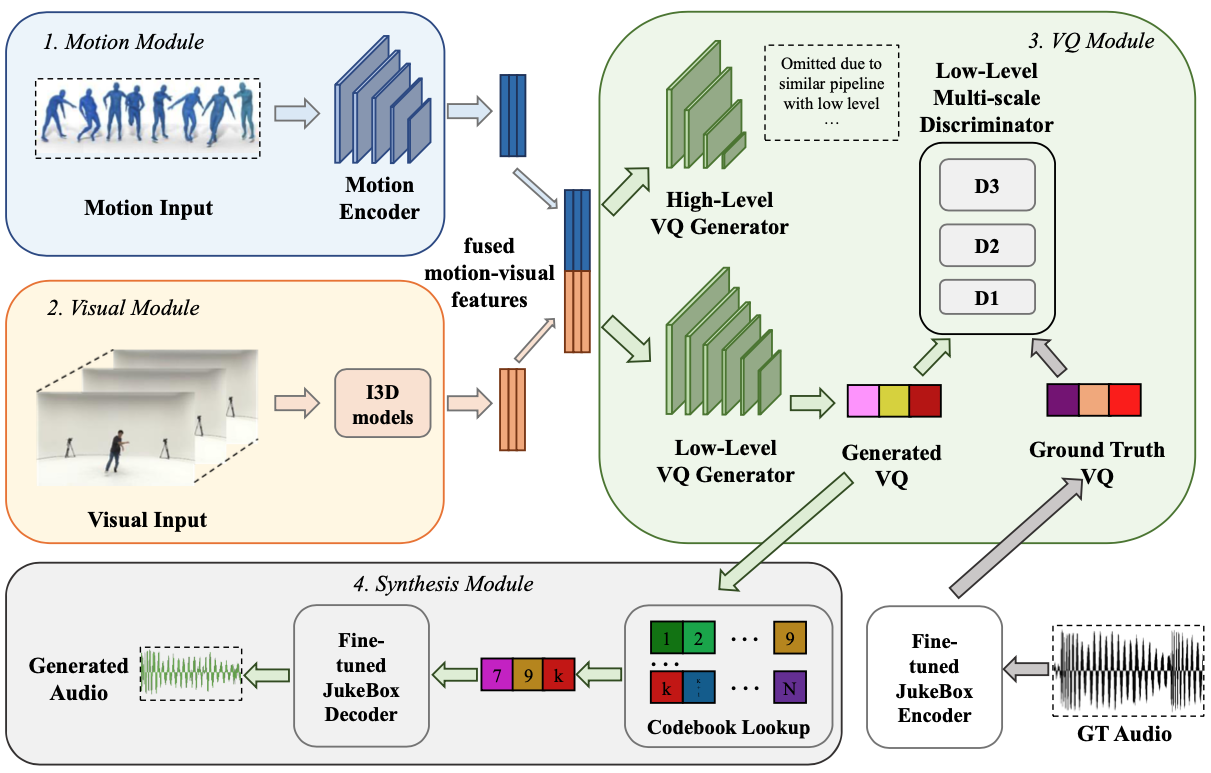 1. Motion Module
Motion Input
Motion
Encoder
2. Visual Module
Visual Input
I3D
models
fused
motion-visual
features
3. VQ Module
High-Level
VQ Generator
Omitted due to
similar pipeline
with low level
...
Low-Level
Multi-scale
Discriminator
D3
D2
D1
Low-Level
VQ Generator
Generated
VQ
Ground Truth
VQ
4. Synthesis Module
Generated
Audio
Fine-
tuned
JukeBox
Decoder
7 9 k
1 2 ... 9
...
k ... N
Codebook Lookup
Fine-
tuned
JukeBox
Encoder
GT Audio